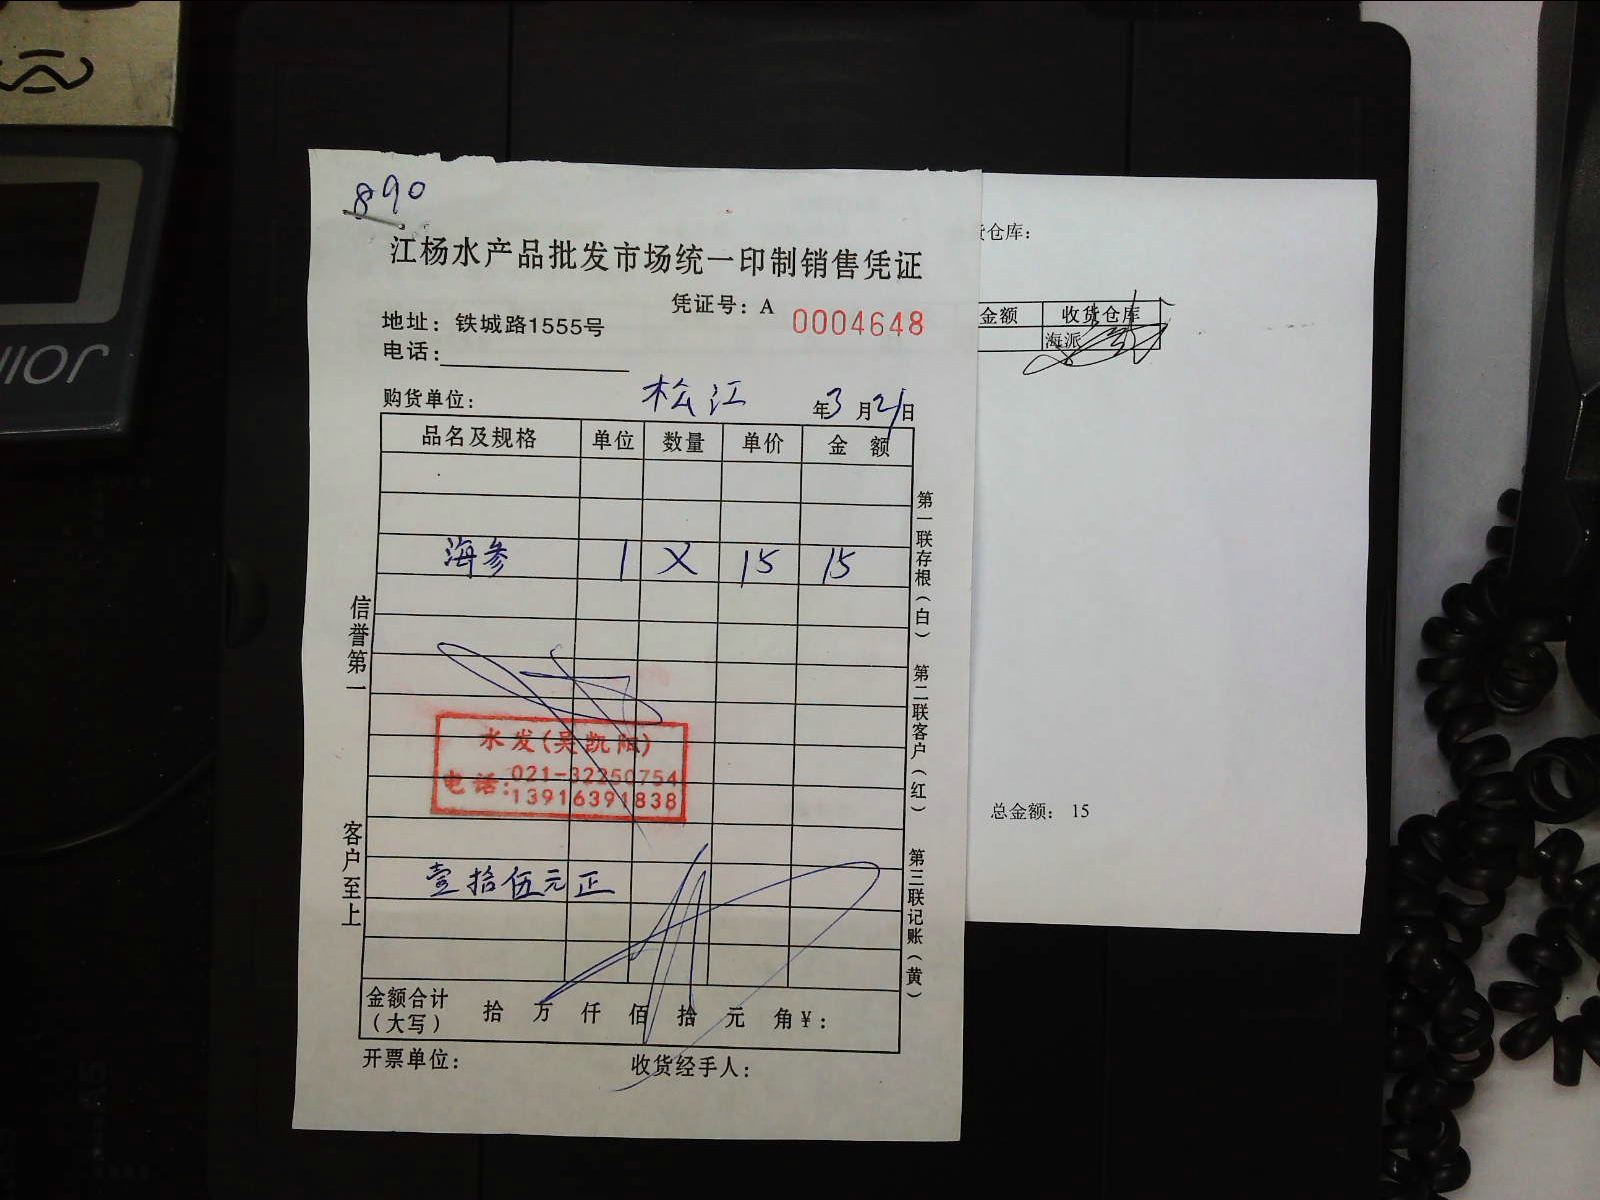 890
江杨水产品批发市场统一印制销售凭证
凭证号：A 0004648
地址：铁城路1555号
电话：
购货单位： 松江 年3月21日
品名及规格 单位 数量 单价 金 额
海参 1 X 15 15
水发(吴凯阳)
电话：021-32250754
13916391838
壹拾伍元正
金额合计（大写） 拾 万 仟 佰 拾 元 角¥：
开票单位： 收货经手人：
信誉第一 客户至上
第一联存根（白） 第二联客户（红） 第三联记账（黄）
货仓库：
金额 收货仓库
海派
总金额： 15